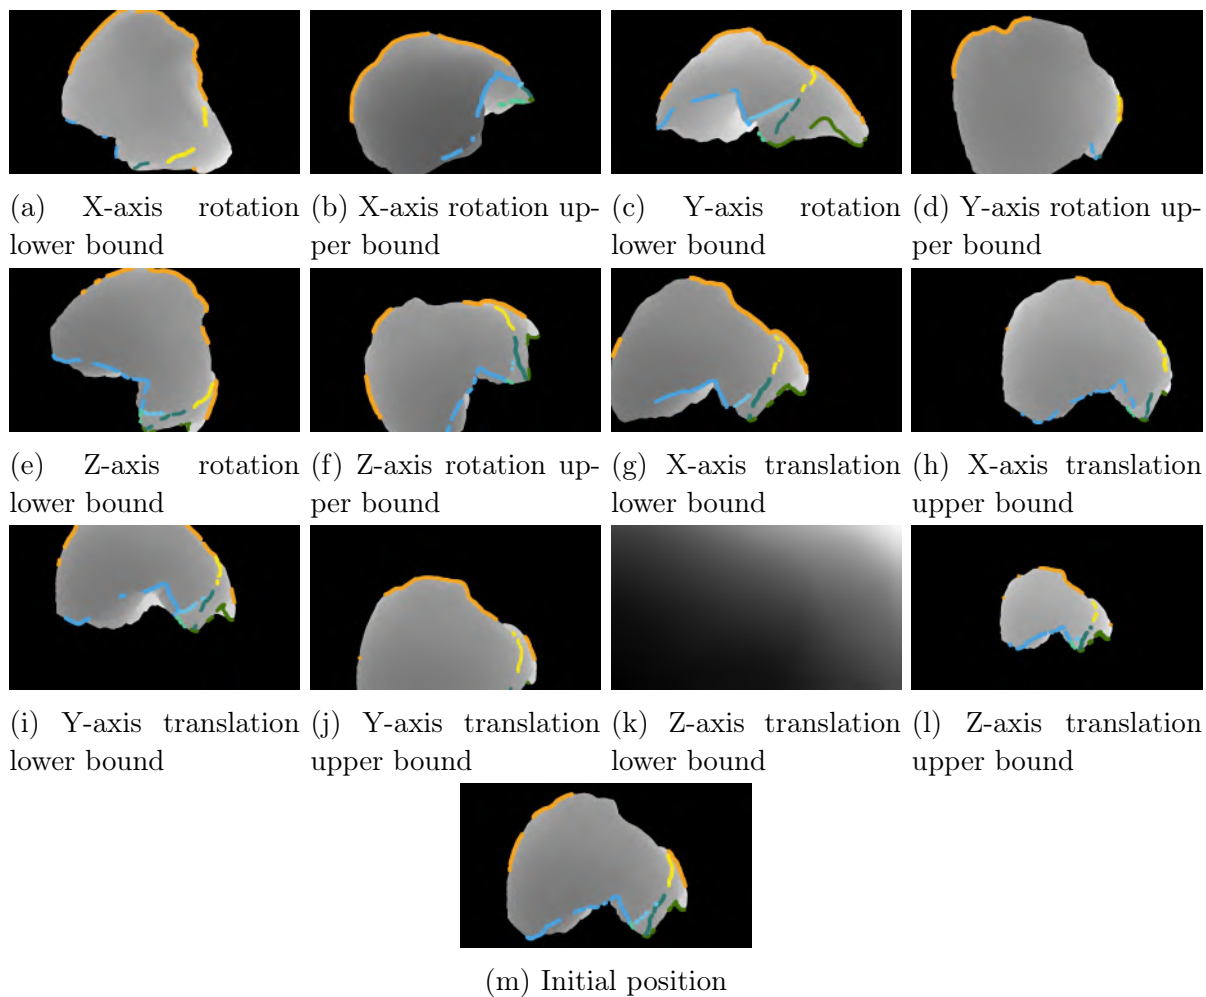 (a) X-axis rotation
lower bound
(b) X-axis rotation up-
per bound
(c) Y-axis rotation
lower bound
(d) Y-axis rotation up-
per bound
(e) Z-axis rotation
lower bound
(f) Z-axis rotation up-
per bound
(g) X-axis translation
lower bound
(h) X-axis translation
upper bound
(i) Y-axis translation
lower bound
(j) Y-axis translation
upper bound
(k) Z-axis translation
lower bound
(l) Z-axis translation
upper bound
(m) Initial position